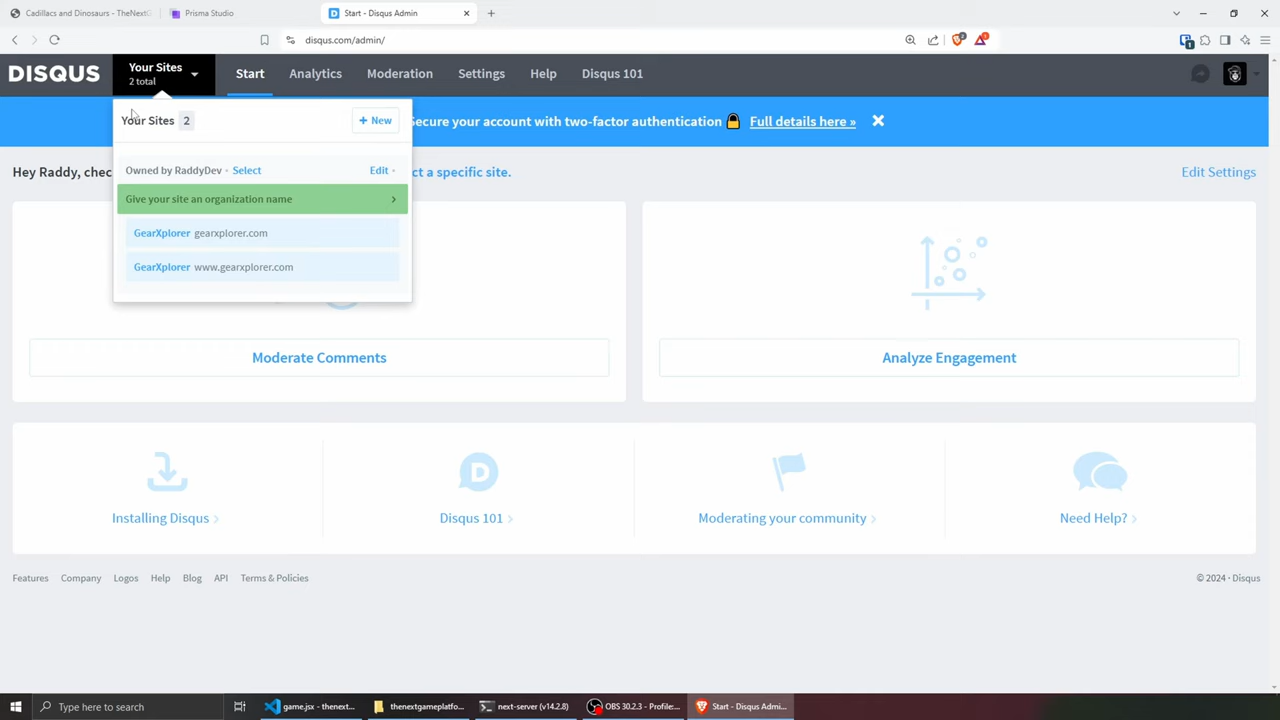 Cadillacs and Dinosaurs - TheNextG
Prisma Studio
Start - Disqus Admin
disqus.com/admin/
DISQUS
Your Sites
2 total
Start
Analytics
Moderation
Settings
Help
Disqus 101
Your Sites 2
+ New
Secure your account with two-factor authentication
Full details here »
Owned by RaddyDev
Select
Edit
Hey Raddy, chec
ct a specific site.
Edit Settings
Give your site an organization name
GearXplorer gearxplorer.com
GearXplorer www.gearxplorer.com
Moderate Comments
Analyze Engagement
Installing Disqus
Disqus 101
Moderating your community
Need Help?
Features
Company
Logos
Help
Blog
API
Terms & Policies
© 2024 · Disqus
Type here to search
game.jsx - thenext...
thenextgameplatfo...
next-server (v14.2.8)
OBS 30.2.3 - Profile:...
Start - Disqus Admi...